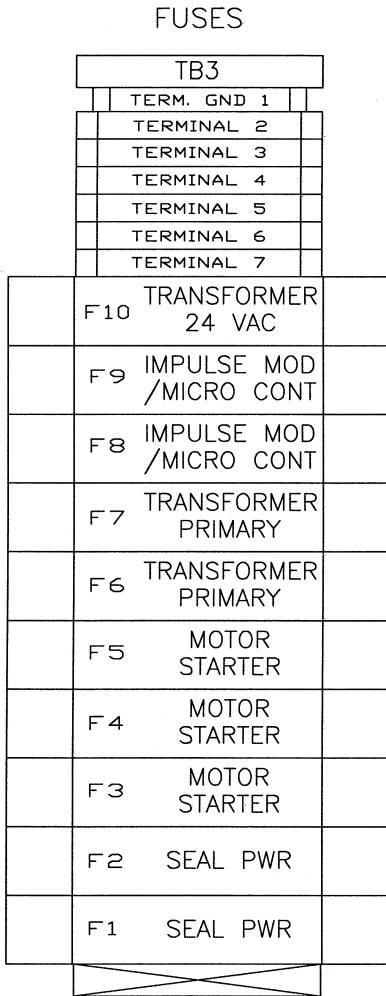 FUSES
TB3
TERM. GND 1
TERMINAL 2
TERMINAL 3
TERMINAL 4
TERMINAL 5
TERMINAL 6
TERMINAL 7
F10 TRANSFORMER
24 VAC
F9 IMPULSE MOD
/MICRO CONT
F8 IMPULSE MOD
/MICRO CONT
F7 TRANSFORMER
PRIMARY
F6 TRANSFORMER
PRIMARY
F5 MOTOR
STARTER
F4 MOTOR
STARTER
F3 MOTOR
STARTER
F2 SEAL PWR
F1 SEAL PWR